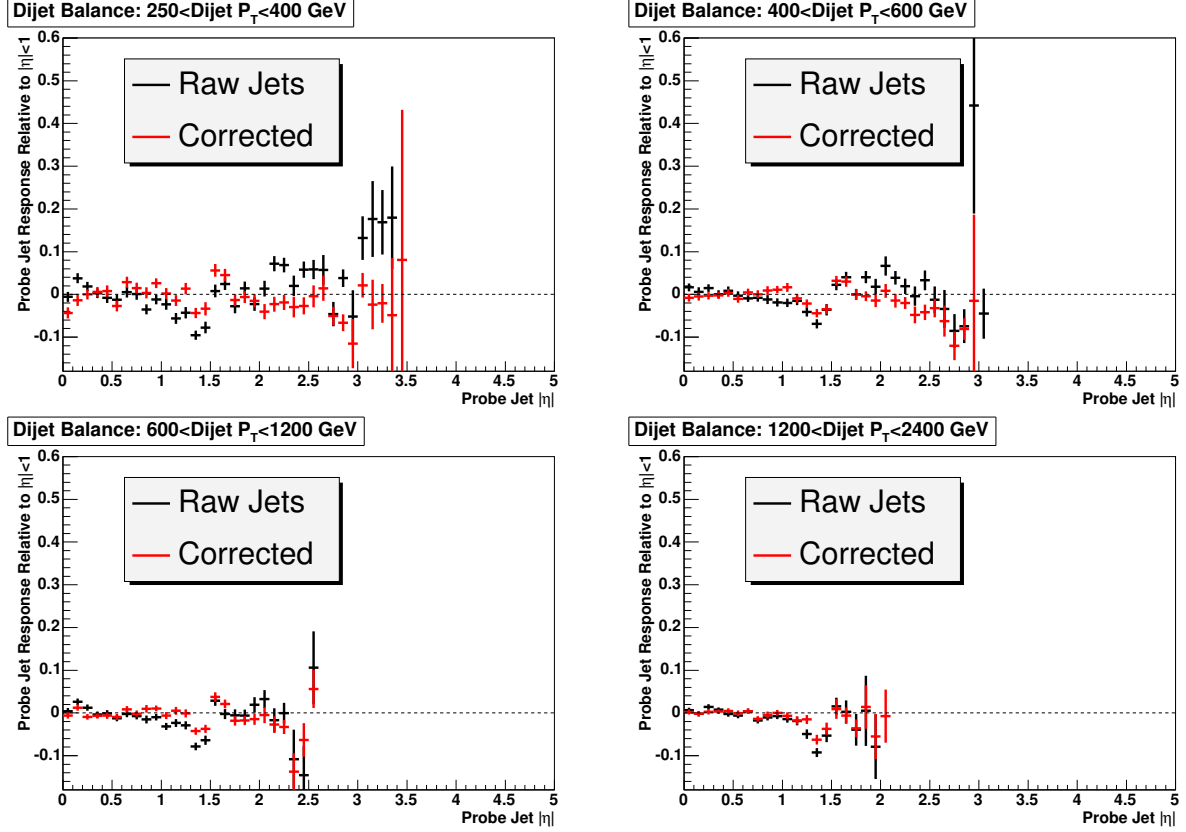 Dijet Balance: 250<Dijet P_T<400 GeV
Probe Jet Response Relative to |η|<1
0.6
0.5
0.4
0.3
0.2
0.1
0
-0.1
Raw Jets
Corrected
0 0.5 1 1.5 2 2.5 3 3.5 4 4.5 5
Probe Jet |η|
Dijet Balance: 400<Dijet P_T<600 GeV
Probe Jet Response Relative to |η|<1
0.6
0.5
0.4
0.3
0.2
0.1
0
-0.1
Raw Jets
Corrected
0 0.5 1 1.5 2 2.5 3 3.5 4 4.5 5
Probe Jet |η|
Dijet Balance: 600<Dijet P_T<1200 GeV
Probe Jet Response Relative to |η|<1
0.6
0.5
0.4
0.3
0.2
0.1
0
-0.1
Raw Jets
Corrected
0 0.5 1 1.5 2 2.5 3 3.5 4 4.5 5
Probe Jet |η|
Dijet Balance: 1200<Dijet P_T<2400 GeV
Probe Jet Response Relative to |η|<1
0.6
0.5
0.4
0.3
0.2
0.1
0
-0.1
Raw Jets
Corrected
0 0.5 1 1.5 2 2.5 3 3.5 4 4.5 5
Probe Jet |η|